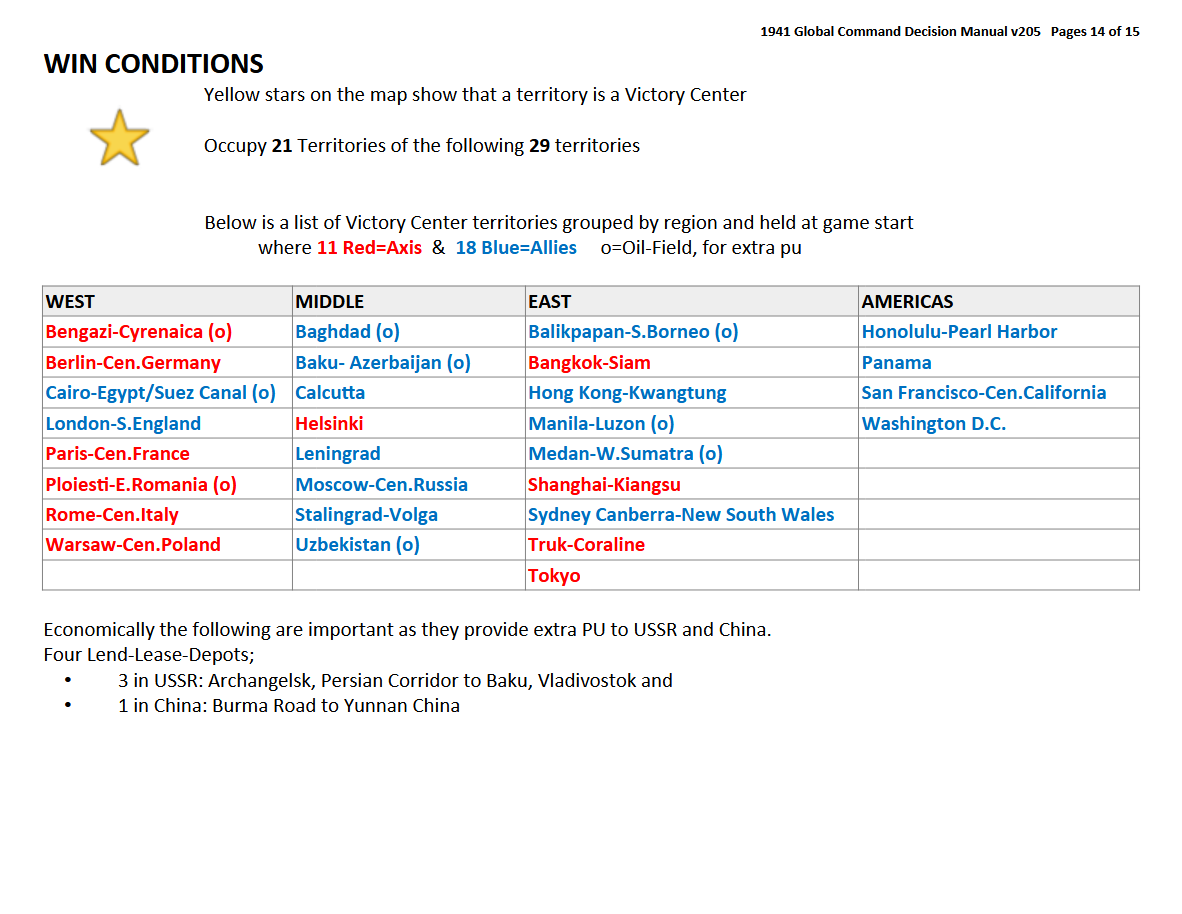 1941 Global Command Decision Manual v205 Pages 14 of 15
WIN CONDITIONS
Yellow stars on the map show that a territory is a Victory Center
Occupy 21 Territories of the following 29 territories
Below is a list of Victory Center territories grouped by region and held at game start
where 11 Red=Axis & 18 Blue=Allies o=Oil-Field, for extra pu
WEST MIDDLE EAST AMERICAS
Bengazi-Cyrenaica (o) Baghdad (o) Balikpapan-S.Borneo (o) Honolulu-Pearl Harbor
Berlin-Cen.Germany Baku- Azerbaijan (o) Bangkok-Siam Panama
Cairo-Egypt/Suez Canal (o) Calcutta Hong Kong-Kwangtung San Francisco-Cen.California
London-S.England Helsinki Manila-Luzon (o) Washington D.C.
Paris-Cen.France Leningrad Medan-W.Sumatra (o)
Ploiesti-E.Romania (o) Moscow-Cen.Russia Shanghai-Kiangsu
Rome-Cen.Italy Stalingrad-Volga Sydney Canberra-New South Wales
Warsaw-Cen.Poland Uzbekistan (o) Truk-Coraline
Tokyo
Economically the following are important as they provide extra PU to USSR and China.
Four Lend-Lease-Depots;
• 3 in USSR: Archangelsk, Persian Corridor to Baku, Vladivostok and
• 1 in China: Burma Road to Yunnan China